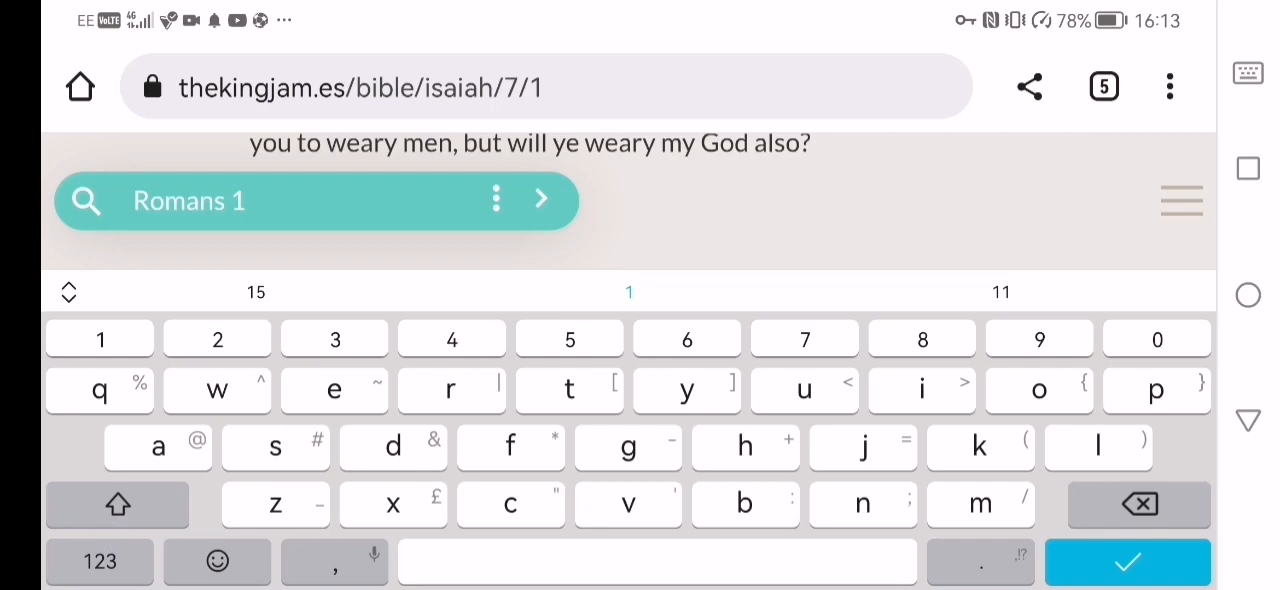 EE VoLTE 4G 78% 16:13
thekingjam.es/bible/isaiah/7/1 5
you to weary men, but will ye weary my God also?
Romans 1
15 1 11
1 2 3 4 5 6 7 8 9 0
q % w ^ e ~ r | t [ y ] u < i > o { p }
a @ s # d & f * g - h + j = k ( l )
z _ x £ c " v ' b : n ; m /
123 , . ,!?